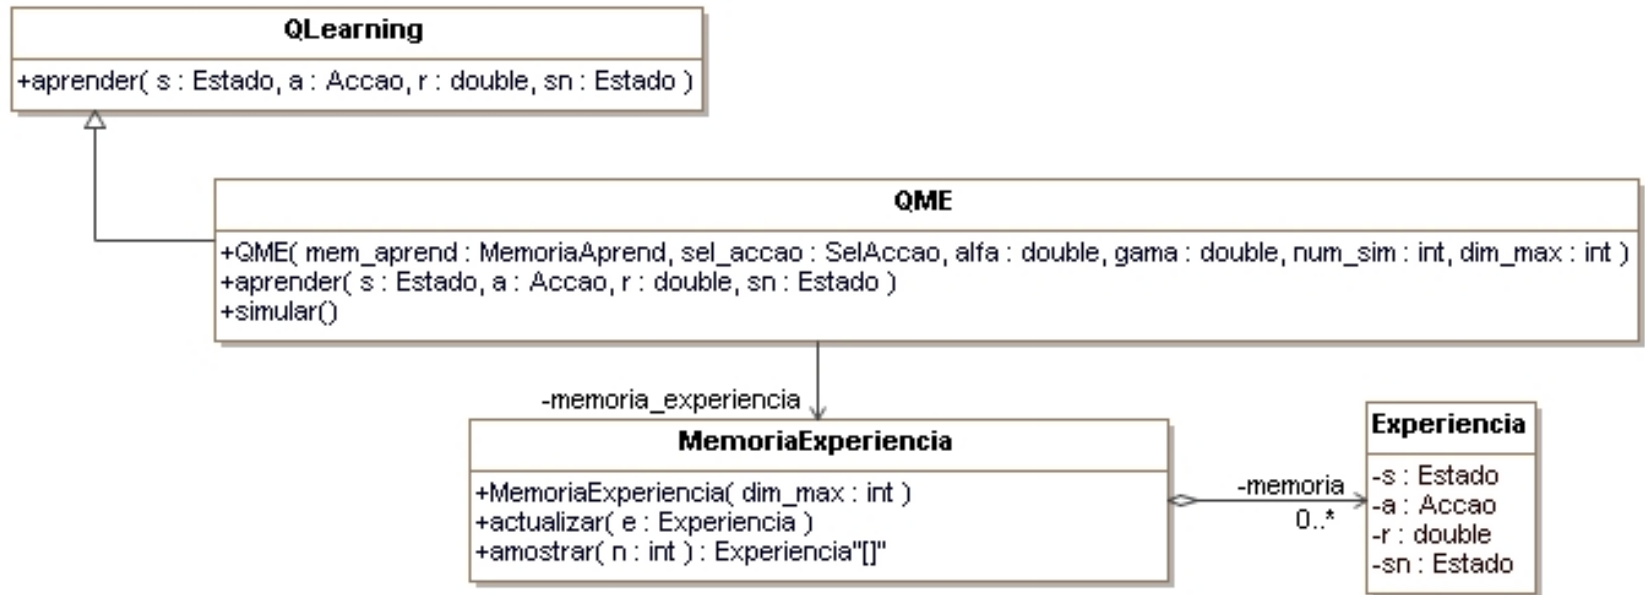 QLearning
+aprender( s : Estado, a : Accao, r : double, sn : Estado )
QME
+QME( mem_aprend : MemoriaAprend, sel_accao : SelAccao, alfa : double, gama : double, num_sim : int, dim_max : int )
+aprender( s : Estado, a : Accao, r : double, sn : Estado )
+simular()
-memoria_experiencia
MemoriaExperiencia
+MemoriaExperiencia( dim_max : int )
+actualizar( e : Experiencia )
+amostrar( n : int ) : Experiencia"[]"
-memoria
0..*
Experiencia
-s : Estado
-a : Accao
-r : double
-sn : Estado